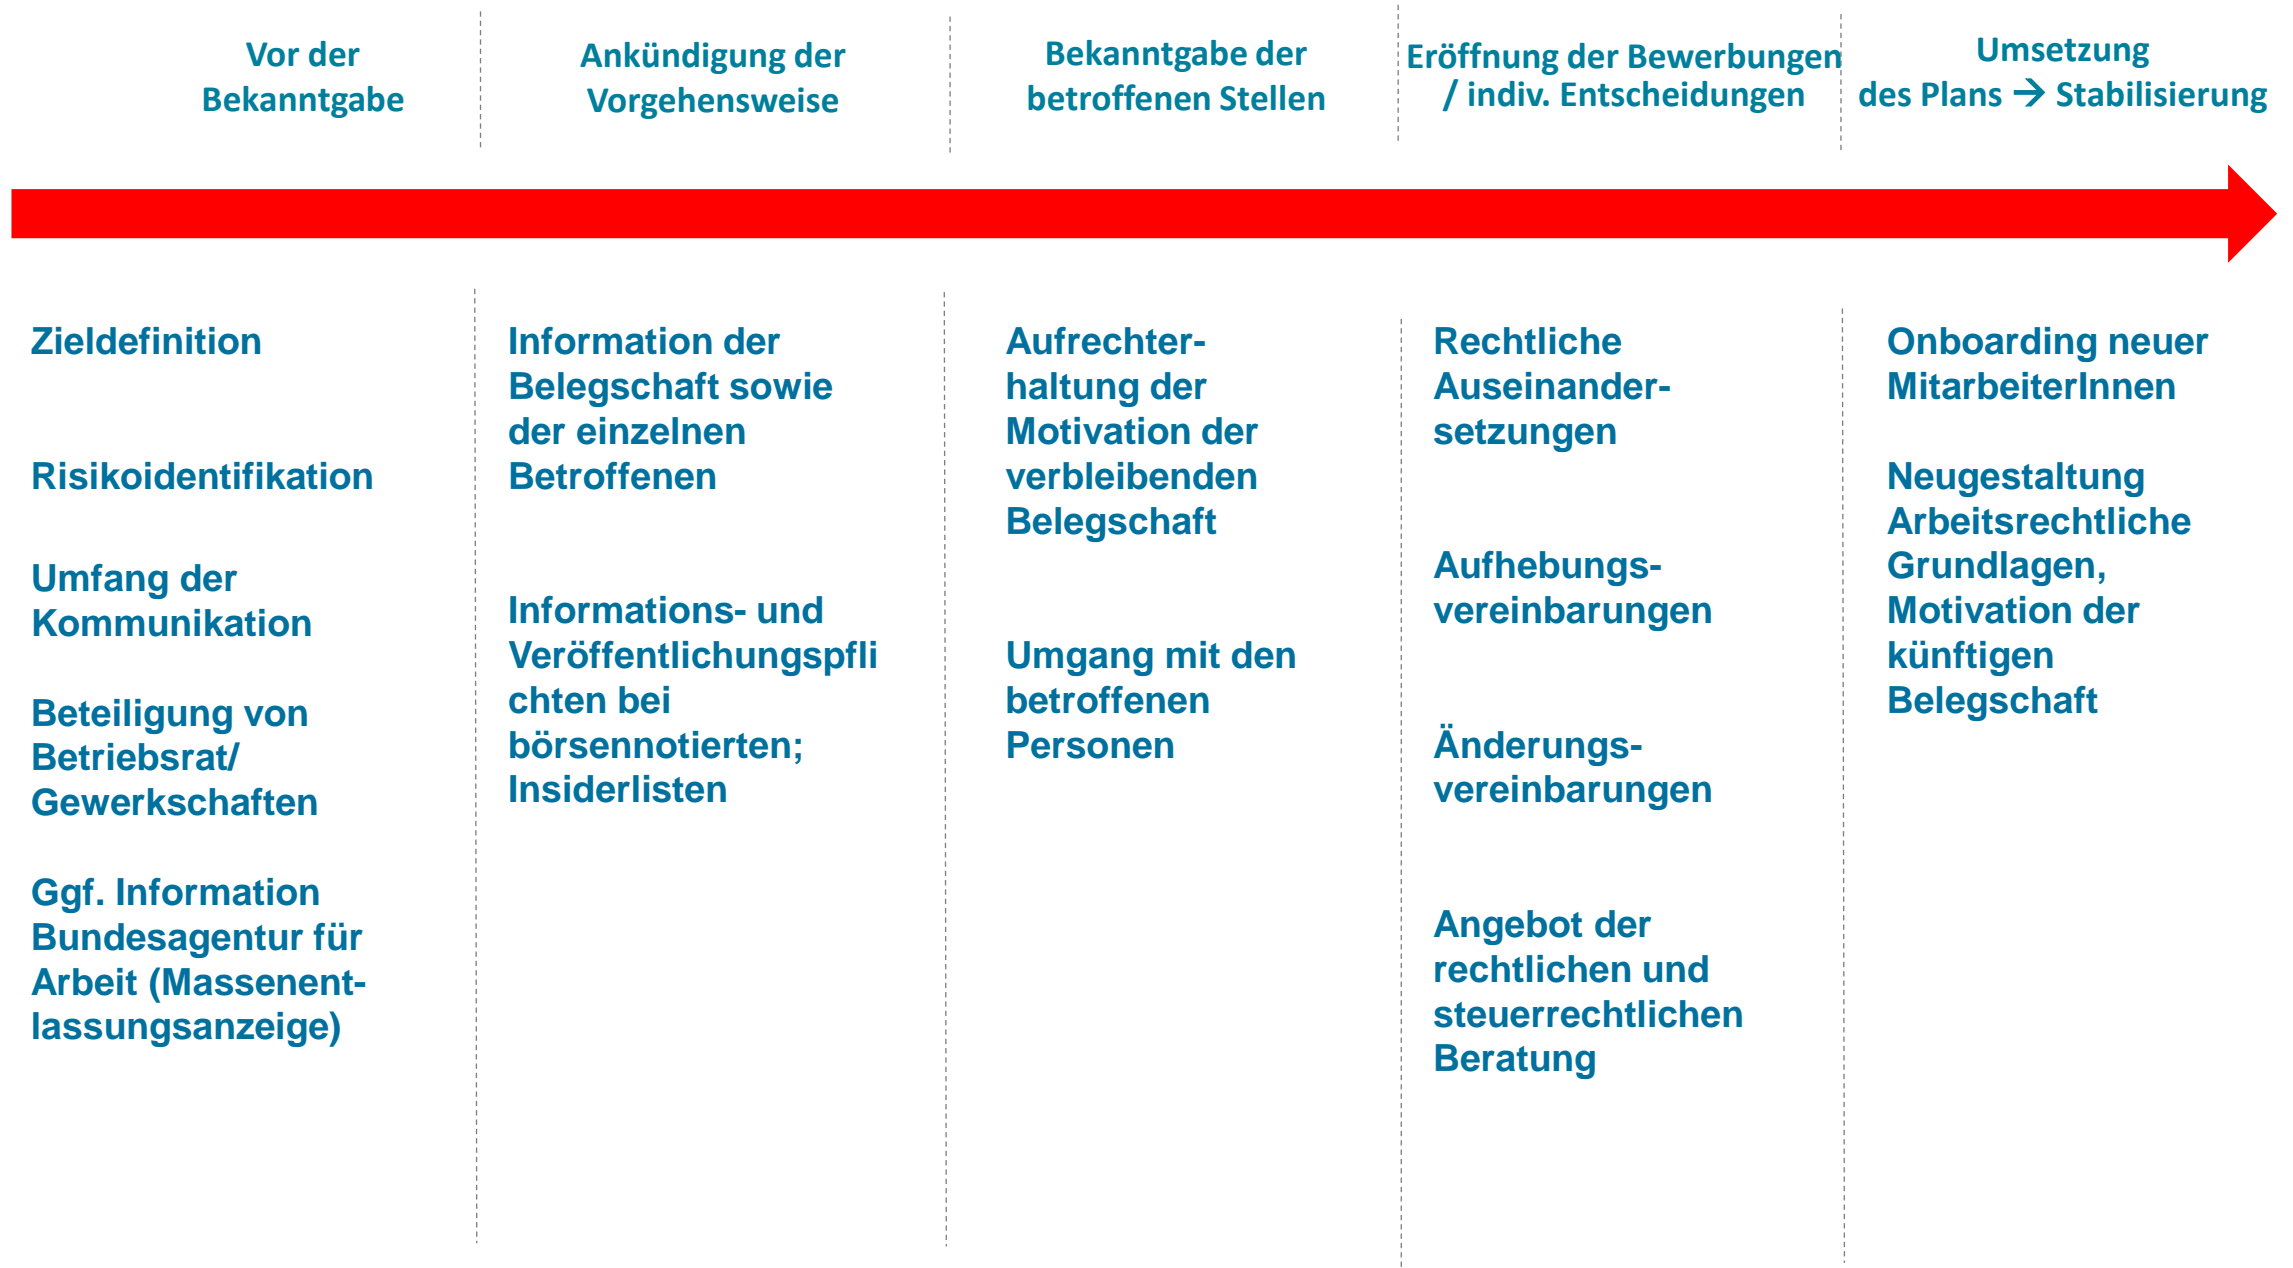 Vor der
Bekanntgabe
Ankündigung der
Vorgehensweise
Bekanntgabe der
betroffenen Stellen
Eröffnung der Bewerbungen
/ indiv. Entscheidungen
Umsetzung
des Plans → Stabilisierung
Zieldefinition
Risikoidentifikation
Umfang der
Kommunikation
Beteiligung von
Betriebsrat/
Gewerkschaften
Ggf. Information
Bundesagentur für
Arbeit (Massenent-
lassungsanzeige)
Information der
Belegschaft sowie
der einzelnen
Betroffenen
Informations- und
Veröffentlichungspfli
chten bei
börsennotierten;
Insiderlisten
Aufrechter-
haltung der
Motivation der
verbleibenden
Belegschaft
Umgang mit den
betroffenen
Personen
Rechtliche
Auseinander-
setzungen
Aufhebungs-
vereinbarungen
Änderungs-
vereinbarungen
Angebot der
rechtlichen und
steuerrechtlichen
Beratung
Onboarding neuer
MitarbeiterInnen
Neugestaltung
Arbeitsrechtliche
Grundlagen,
Motivation der
künftigen
Belegschaft